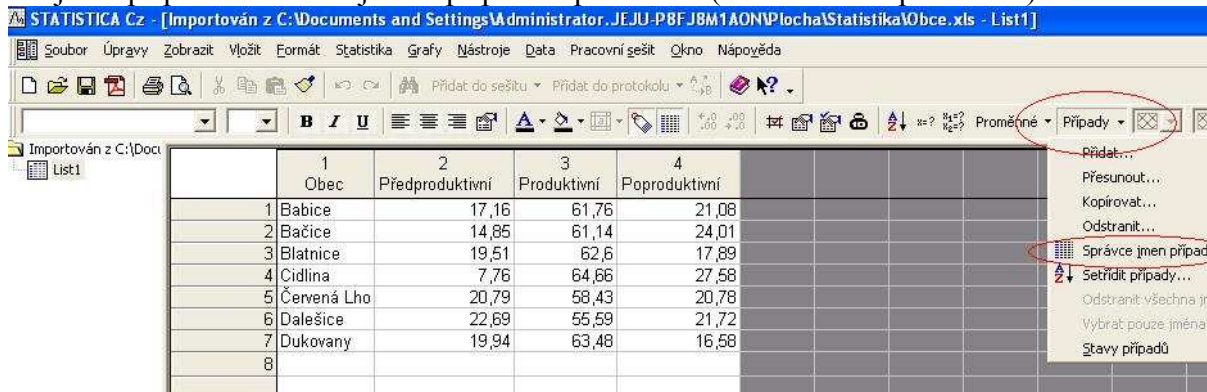 STATISTICA Cz - [Importován z C:\Documents and Settings\Administrator.JEJU-P8FJ8M1AON\Plocha\Statistika\Obce.xls - List1]
Soubor Úpravy Zobrazit Vložit Formát Statistika Grafy Nástroje Data Pracovní sešit Okno Nápověda
Přidat do sešitu Přidat do protokolu
B I U A Proměnné Případy
Importován z C:\Docu
List1
1 2 3 4
Obec Předproduktivní Produktivní Poproduktivní
1 Babice 17,16 61,76 21,08
2 Bačice 14,85 61,14 24,01
3 Blatnice 19,51 62,6 17,89
4 Cidlina 7,76 64,66 27,58
5 Červená Lho 20,79 58,43 20,78
6 Dalešice 22,69 55,59 21,72
7 Dukovany 19,94 63,48 16,58
8
Přidat...
Přesunout...
Kopírovat...
Odstranit...
Správce jmen případ
Setřídit případy...
Odstranit všechna j
Vybrat pouze jména
Stavy případů